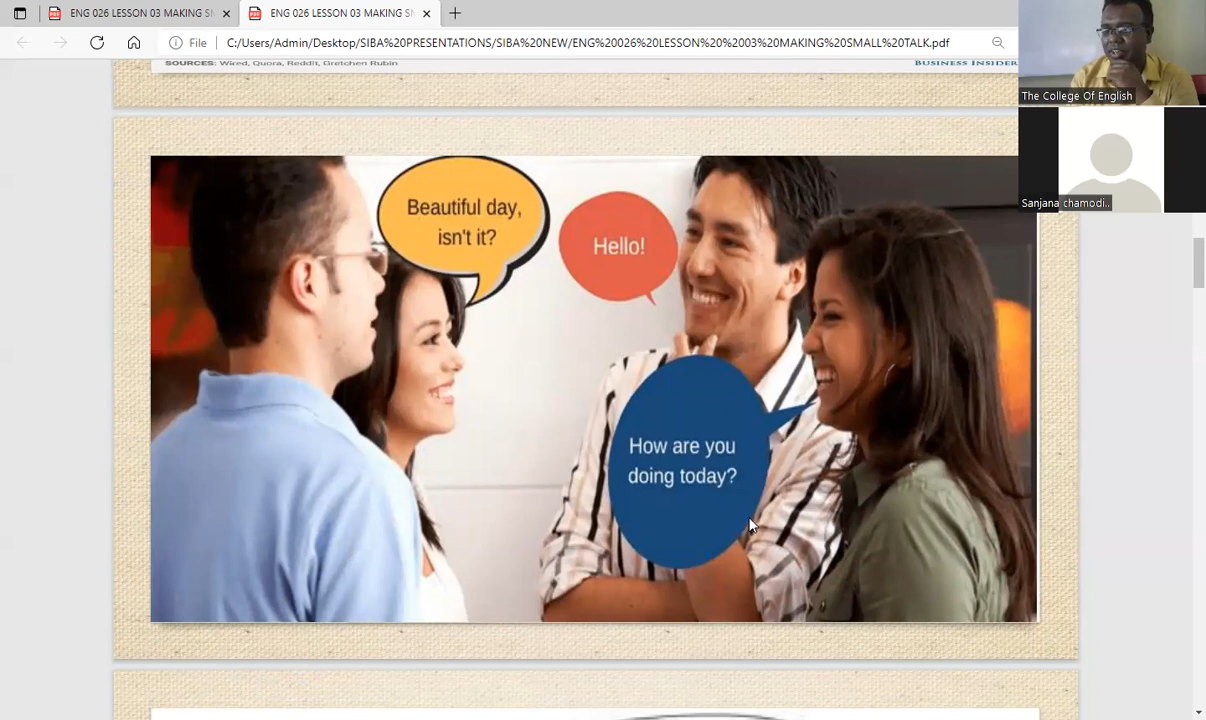 ENG 026 LESSON 03 MAKING SM
ENG 026 LESSON 03 MAKING SM
File
C:/Users/Admin/Desktop/SIBA%20PRESENTATIONS/SIBA%20NEW/ENG%20026%20LESSON%20%2003%20MAKING%20SMALL%20TALK.pdf
The College Of English
Sanjana chamodi..
SOURCES: Wired, Quora, Reddit, Gretchen Rubin
BUSINESS INSIDER
Beautiful day,
isn't it?
Hello!
How are you
doing today?